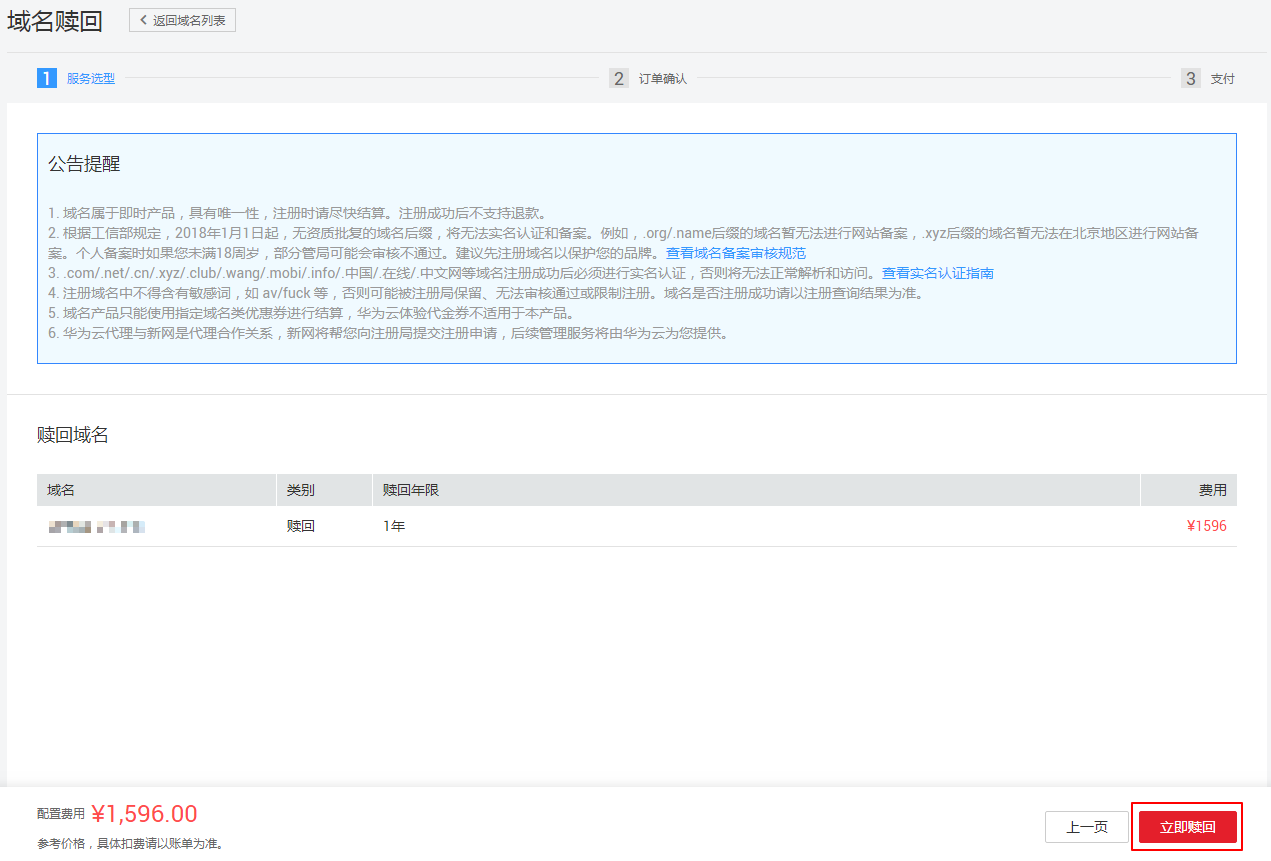 域名赎回
返回域名列表
1 服务选型
2 订单确认
3 支付
公告提醒
1. 域名属于即时产品，具有唯一性，注册时请尽快结算。注册成功后不支持退款。
2. 根据工信部规定，2018年1月1日起，无资质批复的域名后缀，将无法实名认证和备案。例如，.org/.name后缀的域名暂无法进行网站备案，.xyz后缀的域名暂无法在北京地区进行网站备
案。个人备案时如果您未满18周岁，部分管局可能会审核不通过。建议先注册域名以保护您的品牌。查看域名备案审核规范
3. .com/.net/.cn/.xyz/.club/.wang/.mobi/.info/.中国/.在线/.中文网等域名注册成功后必须进行实名认证，否则将无法正常解析和访问。查看实名认证指南
4. 注册域名中不得含有敏感词，如 av/fuck 等，否则可能被注册局保留、无法审核通过或限制注册。域名是否注册成功请以注册查询结果为准。
5. 域名产品只能使用指定域名类优惠券进行结算，华为云体验代金券不适用于本产品。
6. 华为云代理与新网是代理合作关系，新网将帮您向注册局提交注册申请，后续管理服务将由华为云为您提供。
赎回域名
域名 类别 赎回年限 费用
赎回 1年 ¥1596
配置费用 ¥1,596.00
参考价格，具体扣费请以账单为准。
上一页
立即赎回